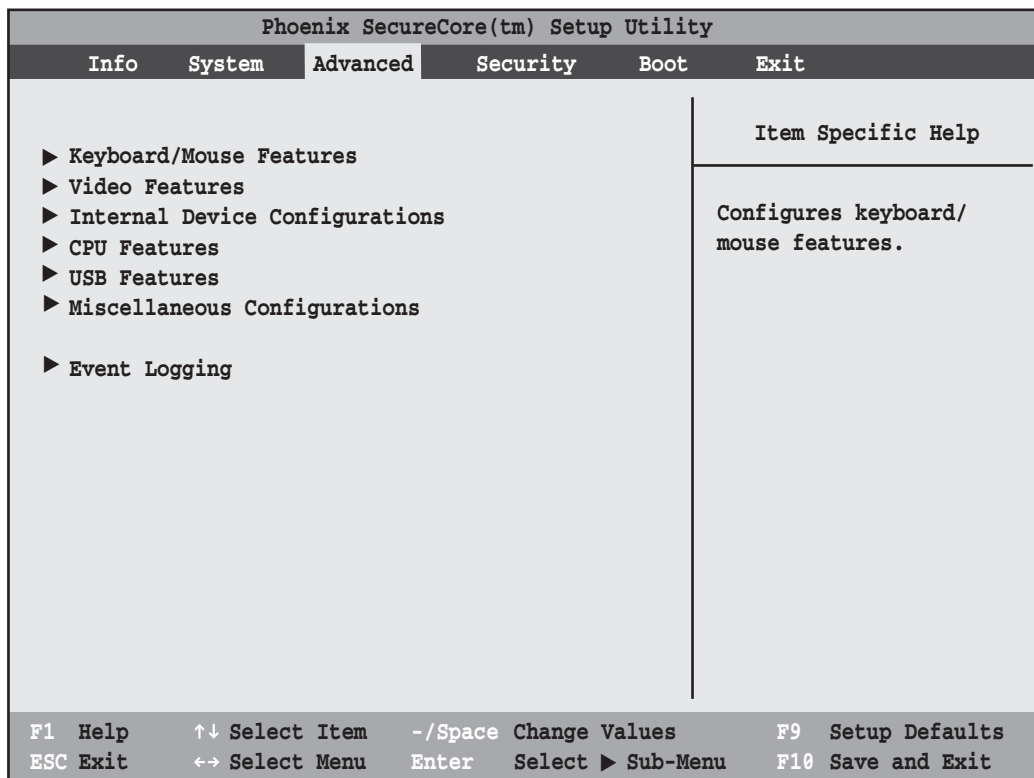 Phoenix SecureCore(tm) Setup Utility
Info System Advanced Security Boot Exit
Item Specific Help
Configures keyboard/
mouse features.
▶ Keyboard/Mouse Features
▶ Video Features
▶ Internal Device Configurations
▶ CPU Features
▶ USB Features
▶ Miscellaneous Configurations
▶ Event Logging
F1 Help ↑↓ Select Item -/Space Change Values F9 Setup Defaults
ESC Exit ←→ Select Menu Enter Select ▶ Sub-Menu F10 Save and Exit